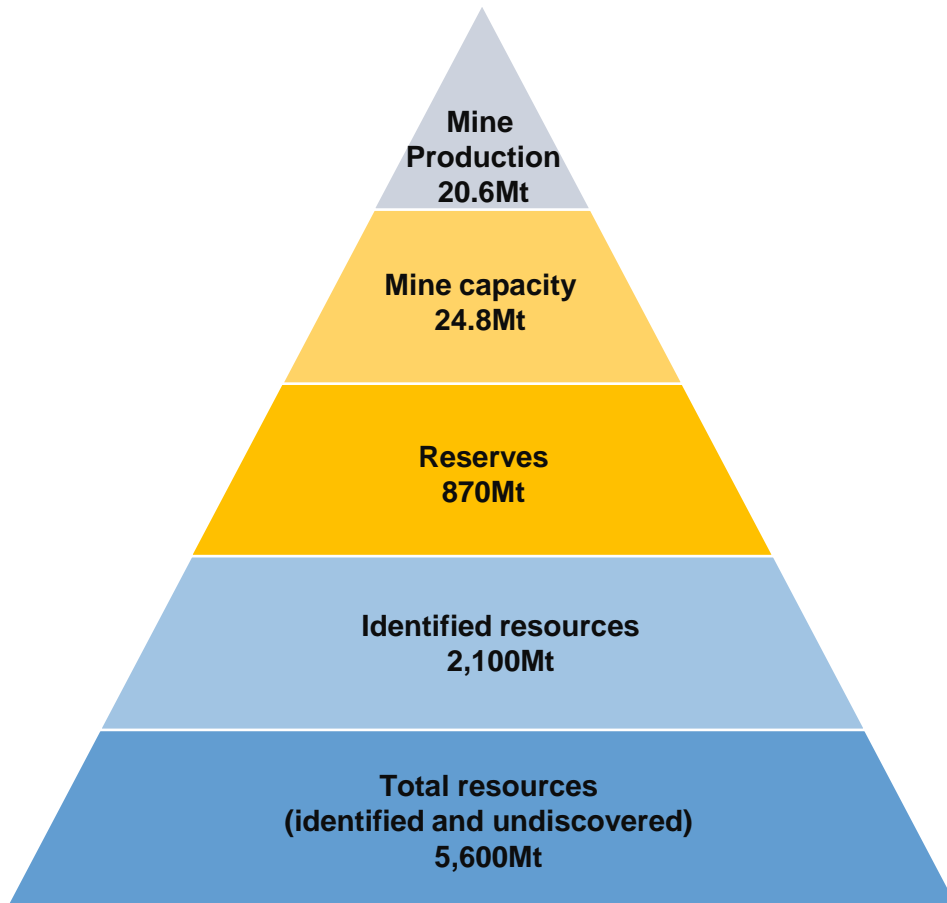 Mine
Production
20.6Mt
Mine capacity
24.8Mt
Reserves
870Mt
Identified resources
2,100Mt
Total resources
(identified and undiscovered)
5,600Mt